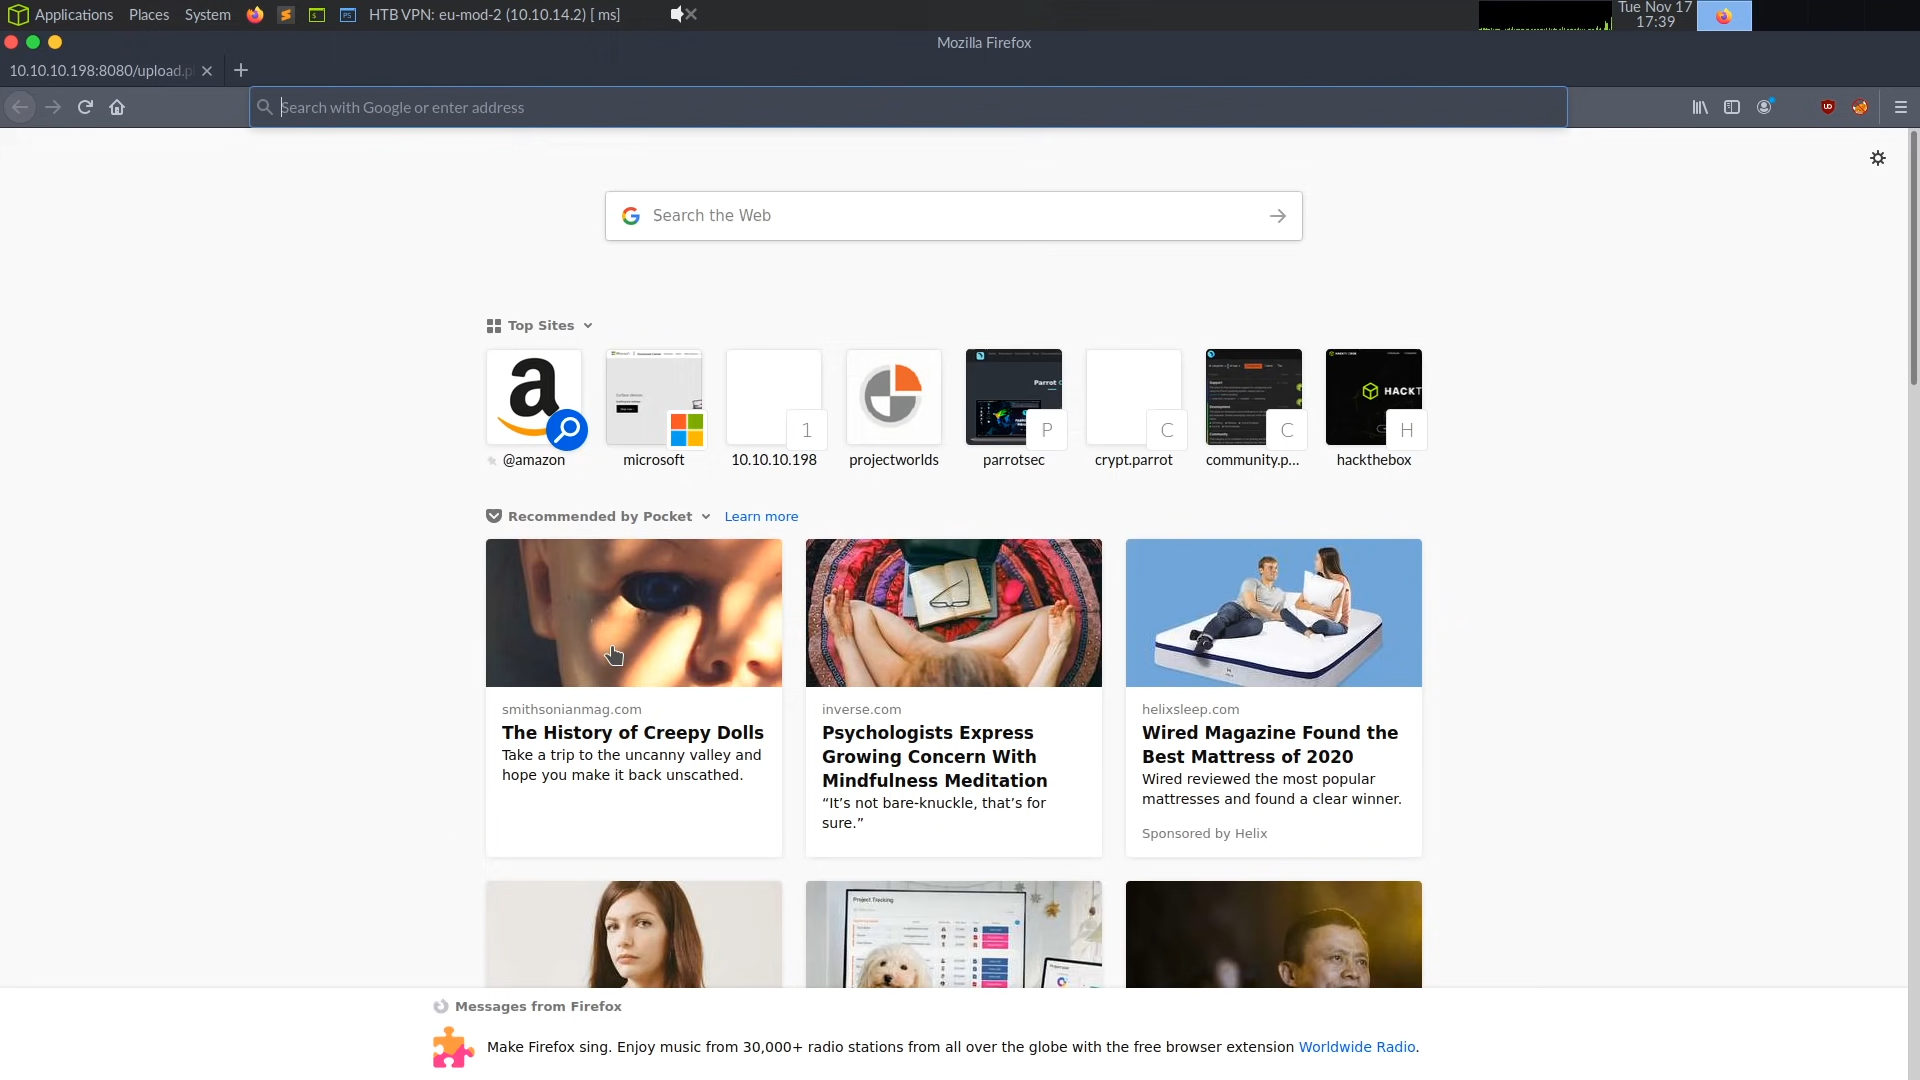 Applications Places System HTB VPN: eu-mod-2 (10.10.14.2) [ ms] Tue Nov 17
17:39
Mozilla Firefox
10.10.10.198:8080/upload.p
Search with Google or enter address
Search the Web
Top Sites
@amazon microsoft 10.10.10.198 projectworlds parrotsec crypt.parrot community.p... hackthebox
Recommended by Pocket Learn more
smithsonianmag.com
The History of Creepy Dolls
Take a trip to the uncanny valley and
hope you make it back unscathed.
inverse.com
Psychologists Express
Growing Concern With
Mindfulness Meditation
“It’s not bare-knuckle, that’s for
sure.”
helixsleep.com
Wired Magazine Found the
Best Mattress of 2020
Wired reviewed the most popular
mattresses and found a clear winner.
Sponsored by Helix
Project Tracking
Messages from Firefox
Make Firefox sing. Enjoy music from 30,000+ radio stations from all over the globe with the free browser extension Worldwide Radio.